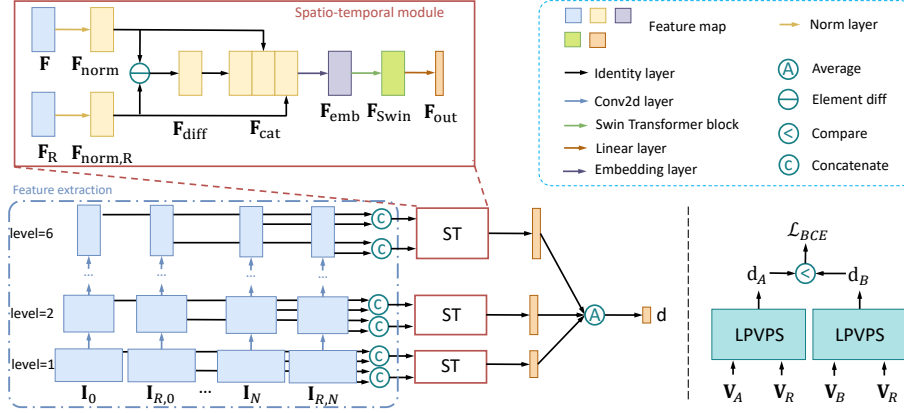 Spatio-temporal module
F
F_norm
F_R
F_norm,R
F_diff
F_cat
F_emb
F_Swin
F_out
Feature map
Norm layer
Identity layer
Conv2d layer
Swin Transformer block
Linear layer
Embedding layer
A Average
Element diff
< Compare
C Concatenate
Feature extraction
level=6
...
...
...
...
level=2
level=1
C
C
C
C
C
C
ST
ST
ST
A
d
I_0
I_R,0
...
I_N
I_R,N
ℒ_BCE
d_A
<
d_B
LPVPS
LPVPS
V_A
V_R
V_B
V_R